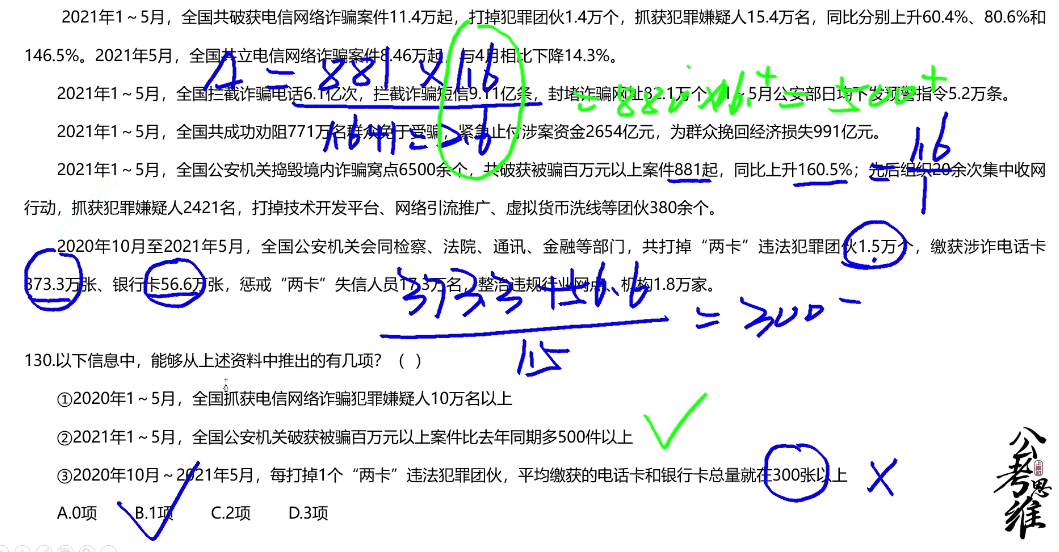 2021年1～5月，全国共破获电信网络诈骗案件11.4万起，打掉犯罪团伙1.4万个，抓获犯罪嫌疑人15.4万名，同比分别上升60.4%、80.6%和
146.5%。2021年5月，全国共立电信网络诈骗案件8.46万起，与4月相比下降14.3%。
A = 881 × 1.6
1.6+1=2.6
= 880 × 1.6⁺ = 500⁺
2021年1～5月，全国拦截诈骗电话6.1亿次，拦截诈骗短信9.11亿条，封堵诈骗网址82.1万个，1～5月公安部日均下发预警指令5.2万条。
2021年1～5月，全国共成功劝阻771万名群众免于受骗，紧急止付涉案资金2654亿元，为群众挽回经济损失991亿元。
2021年1～5月，全国公安机关捣毁境内诈骗窝点6500余个，共破获被骗百万元以上案件881起，同比上升160.5%；先后组织20余次集中收网
= 1.6
1
行动，抓获犯罪嫌疑人2421名，打掉技术开发平台、网络引流推广、虚拟货币洗线等团伙380余个。
2020年10月至2021年5月，全国公安机关会同检察、法院、通讯、金融等部门，共打掉“两卡”违法犯罪团伙1.5万个，缴获涉诈电话卡
373.3万张、银行卡56.6万张，惩戒“两卡”失信人员17.3万名，整治违规行业网点、机构1.8万家。
373.3+56.6
1.5
= 300⁻
130.以下信息中，能够从上述资料中推出的有几项？（ ）
①2020年1～5月，全国抓获电信网络诈骗犯罪嫌疑人10万名以上
②2021年1～5月，全国公安机关破获被骗百万元以上案件比去年同期多500件以上
③2020年10月～2021年5月，每打掉1个“两卡”违法犯罪团伙，平均缴获的电话卡和银行卡总量就在300张以上
A.0项 B.1项 C.2项 D.3项
公考思维